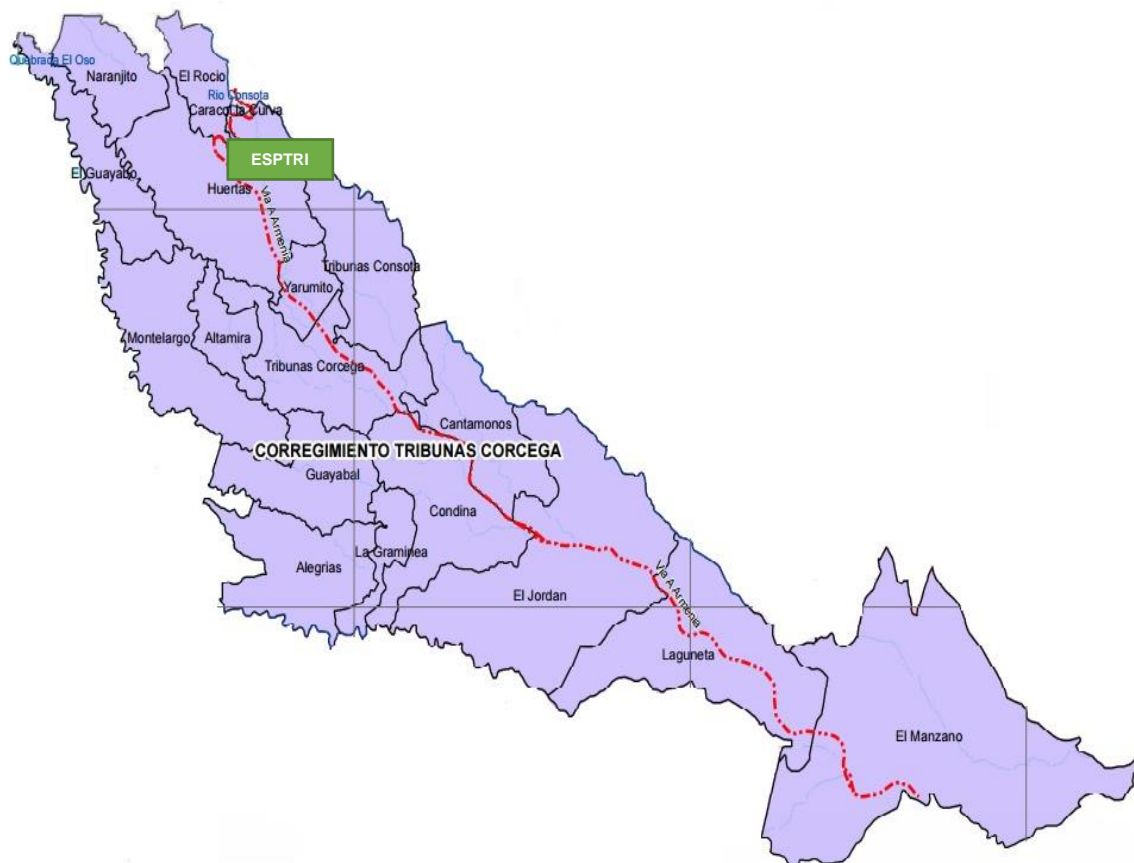 Quebrada El Oso
Naranjito
El Rocio
Rio Consota
Caracol la Curva
ESPTRI
El Guayabo
Huertas
Via A Armenia
Tribunas Consota
Yarumito
Montelargo
Altamira
Tribunas Corcega
Cantamonos
CORREGIMIENTO TRIBUNAS CORCEGA
Guayabal
Condina
La Graminea
Alegrias
El Jordan
Via A Armenia
Laguneta
El Manzano